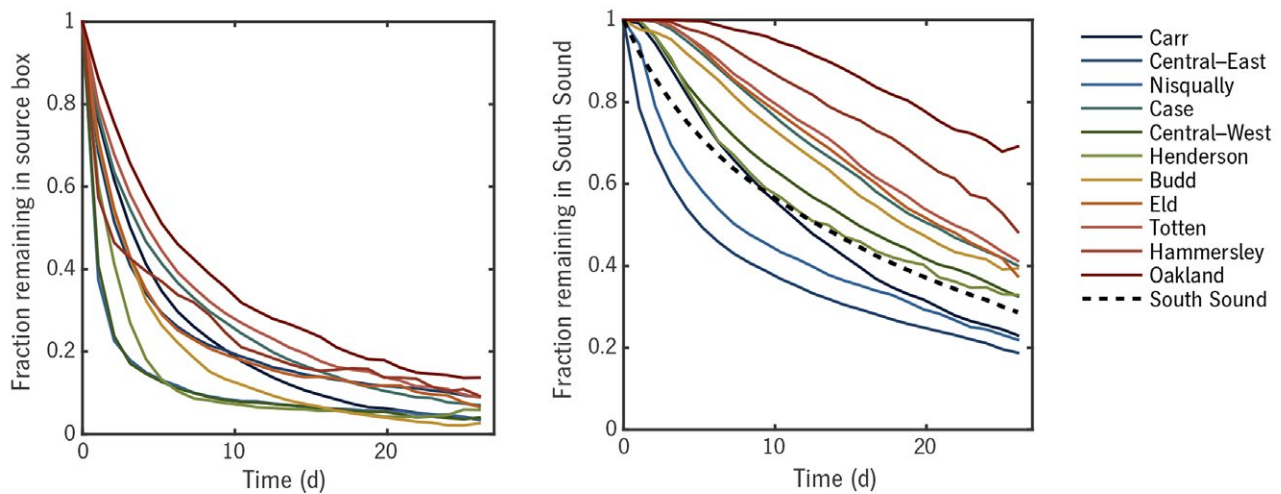 Fraction remaining in source box
1
0.8
0.6
0.4
0.2
0
0
10
20
Time (d)
Fraction remaining in South Sound
1
0.8
0.6
0.4
0.2
0
0
10
20
Time (d)
Carr
Central–East
Nisqually
Case
Central–West
Henderson
Budd
Eld
Totten
Hammersley
Oakland
South Sound